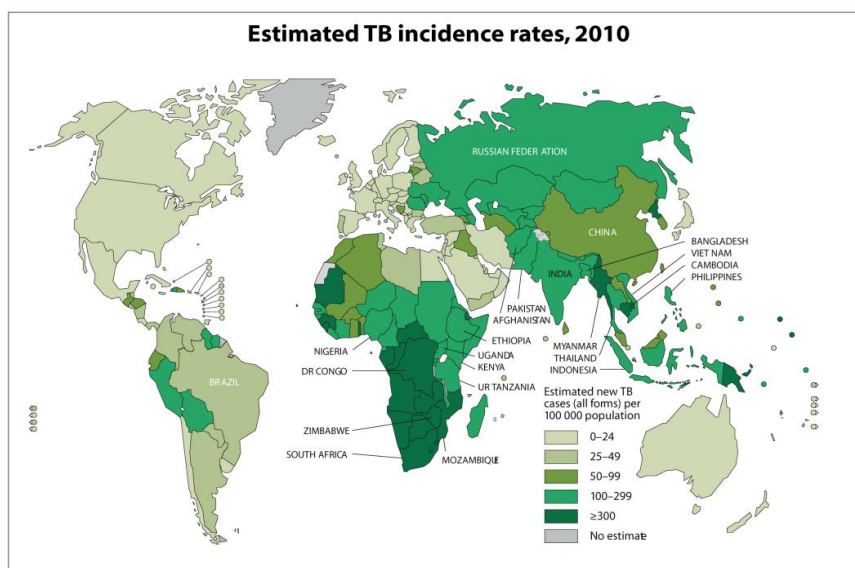 Estimated TB incidence rates, 2010
RUSSIAN FEDER ATION
CHINA
BANGLADESH
VIET NAM
CAMBODIA
PHILIPPINES
INDIA
PAKISTAN
AFGHANISTAN
ETHIOPIA
UGANDA
KENYA
UR TANZANIA
MYANMAR
THAILAND
INDONESIA
NIGERIA
DR CONGO
BRAZIL
ZIMBABWE
SOUTH AFRICA
MOZAMBIQUE
Estimated new TB
cases (all forms) per
100 000 population
0–24
25–49
50–99
100–299
≥300
No estimate